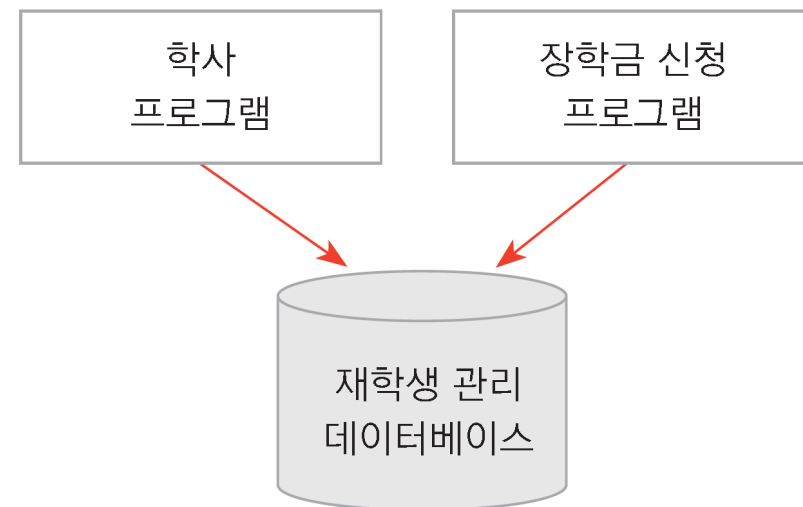 학사
프로그램
장학금 신청
프로그램
재학생 관리
데이터베이스